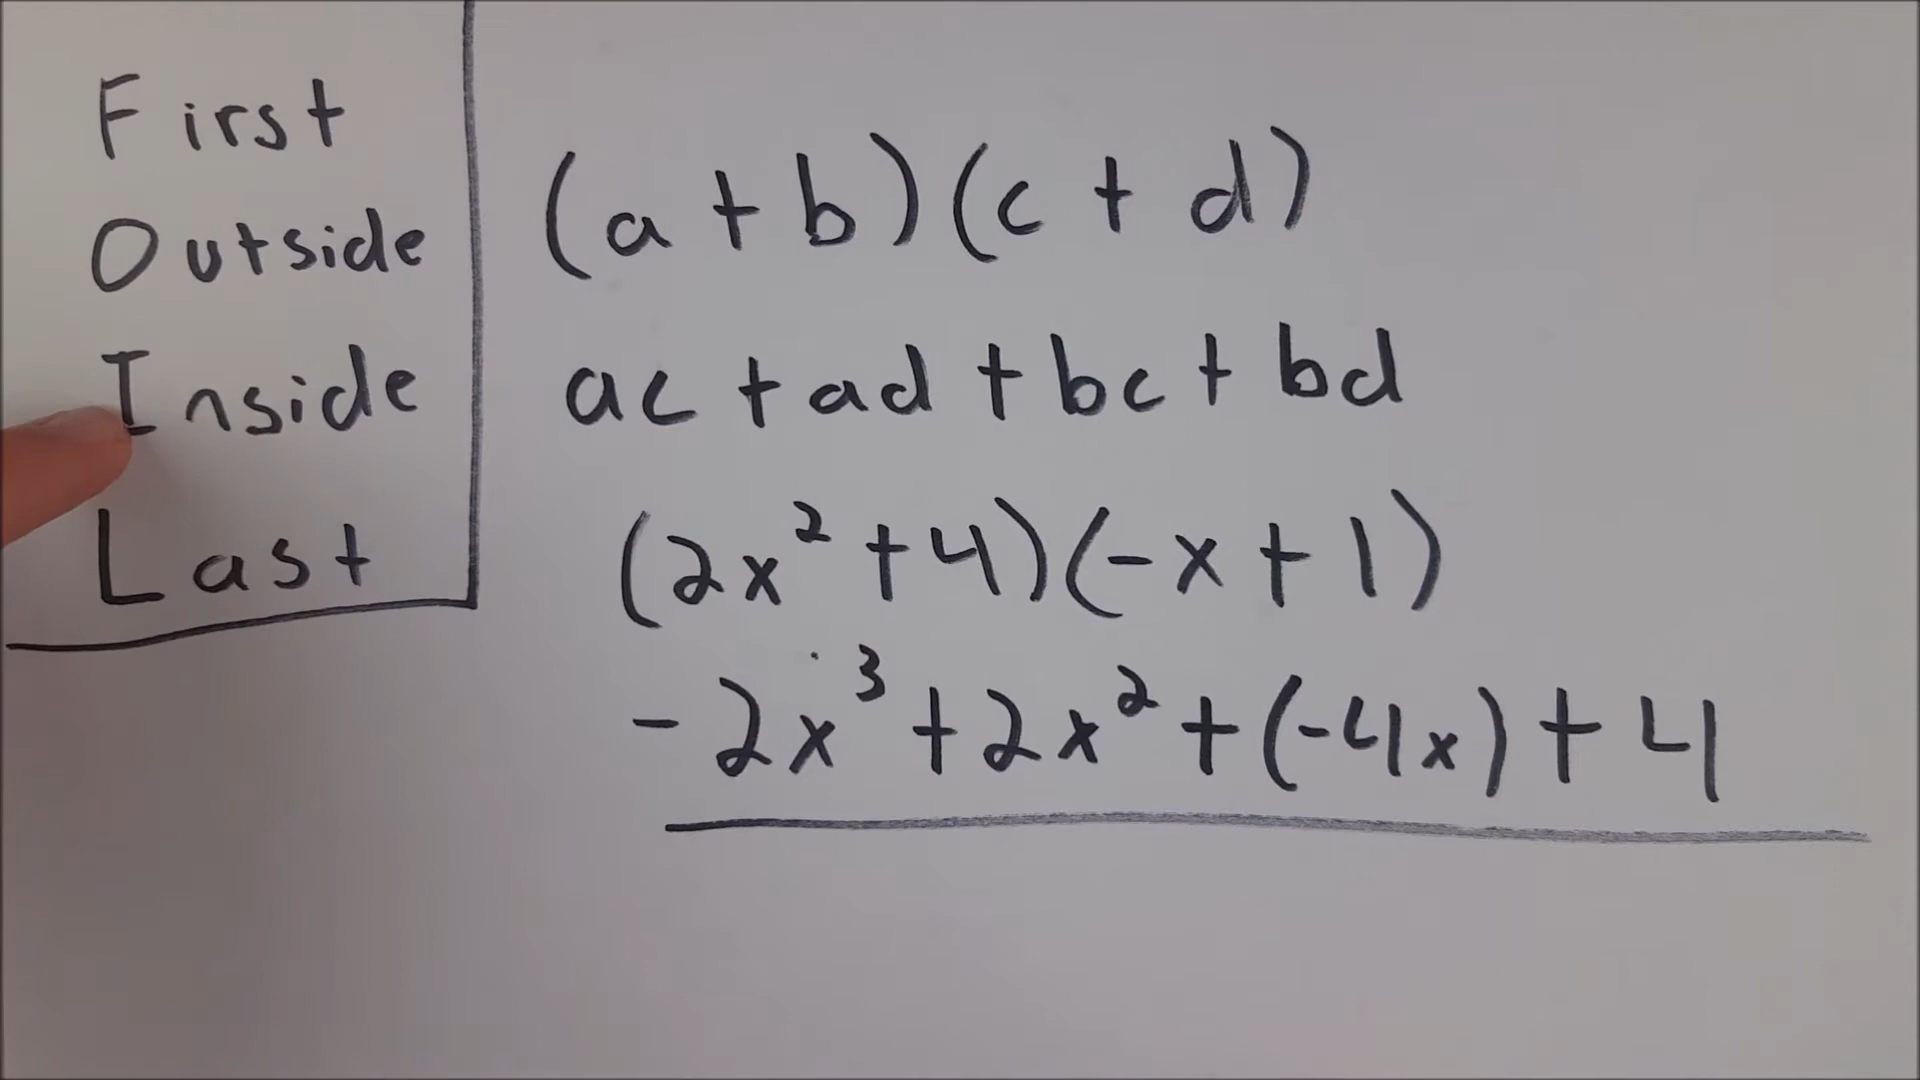 First
Outside
Inside
Last
(a + b)(c + d)
ac + ad + bc + bd
(2x² + 4)(-x + 1)
-2x³ + 2x² + (-4x) + 4